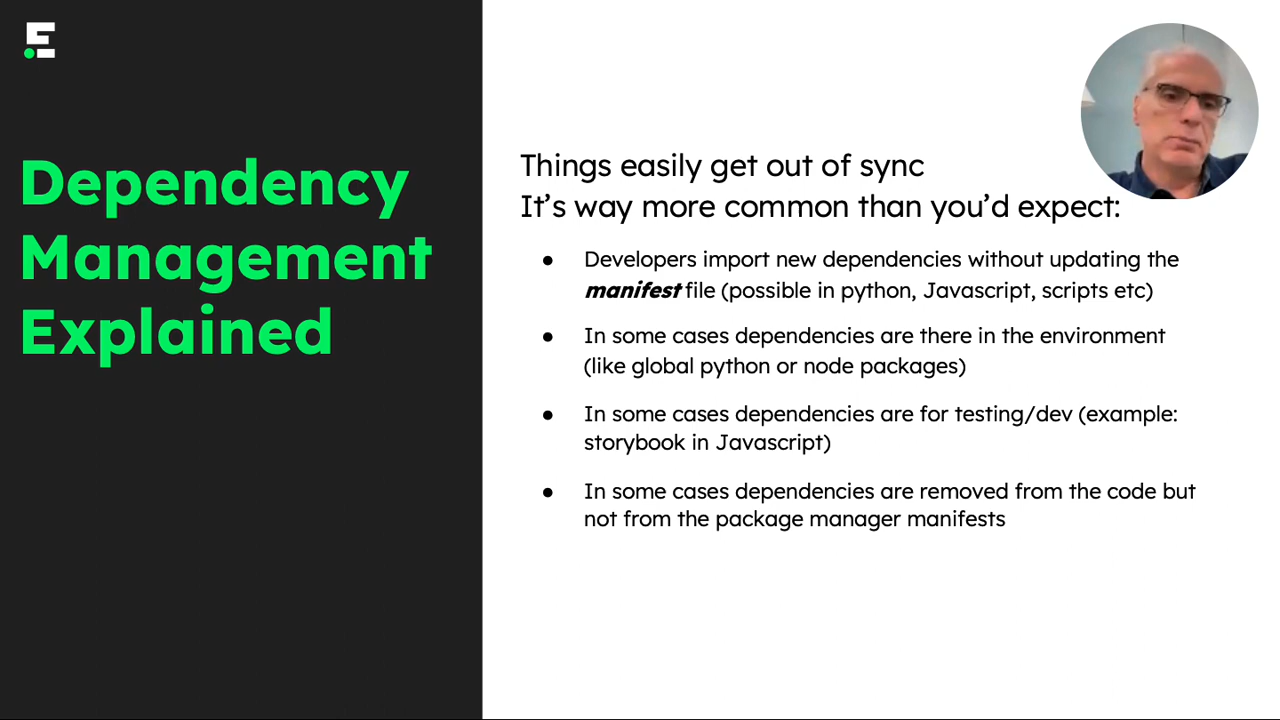 Dependency
Management
Explained
Things easily get out of sync
It's way more common than you'd expect:
● Developers import new dependencies without updating the
manifest file (possible in python, Javascript, scripts etc)
● In some cases dependencies are there in the environment
(like global python or node packages)
● In some cases dependencies are for testing/dev (example:
storybook in Javascript)
● In some cases dependencies are removed from the code but
not from the package manager manifests